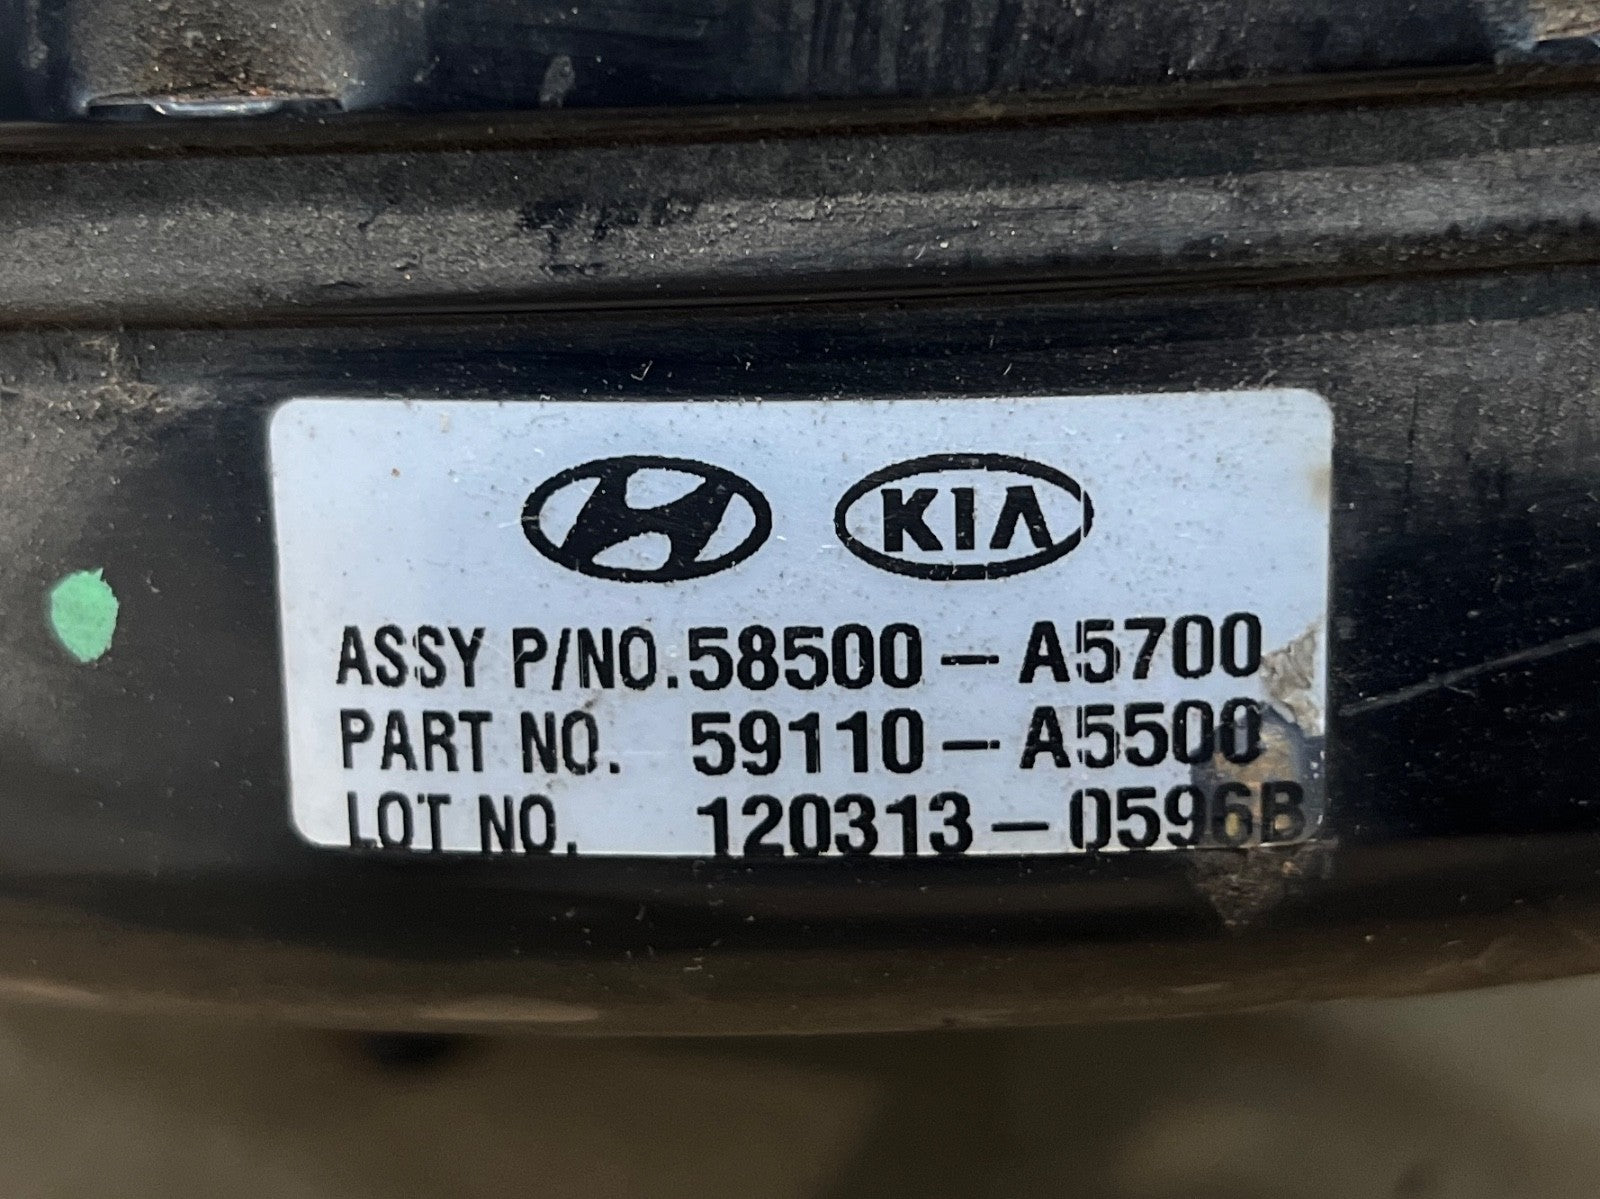 KIA
ASSY P/NO. 58500-A5700
PART NO. 59110-A5500
LOT NO. 120313-0596B